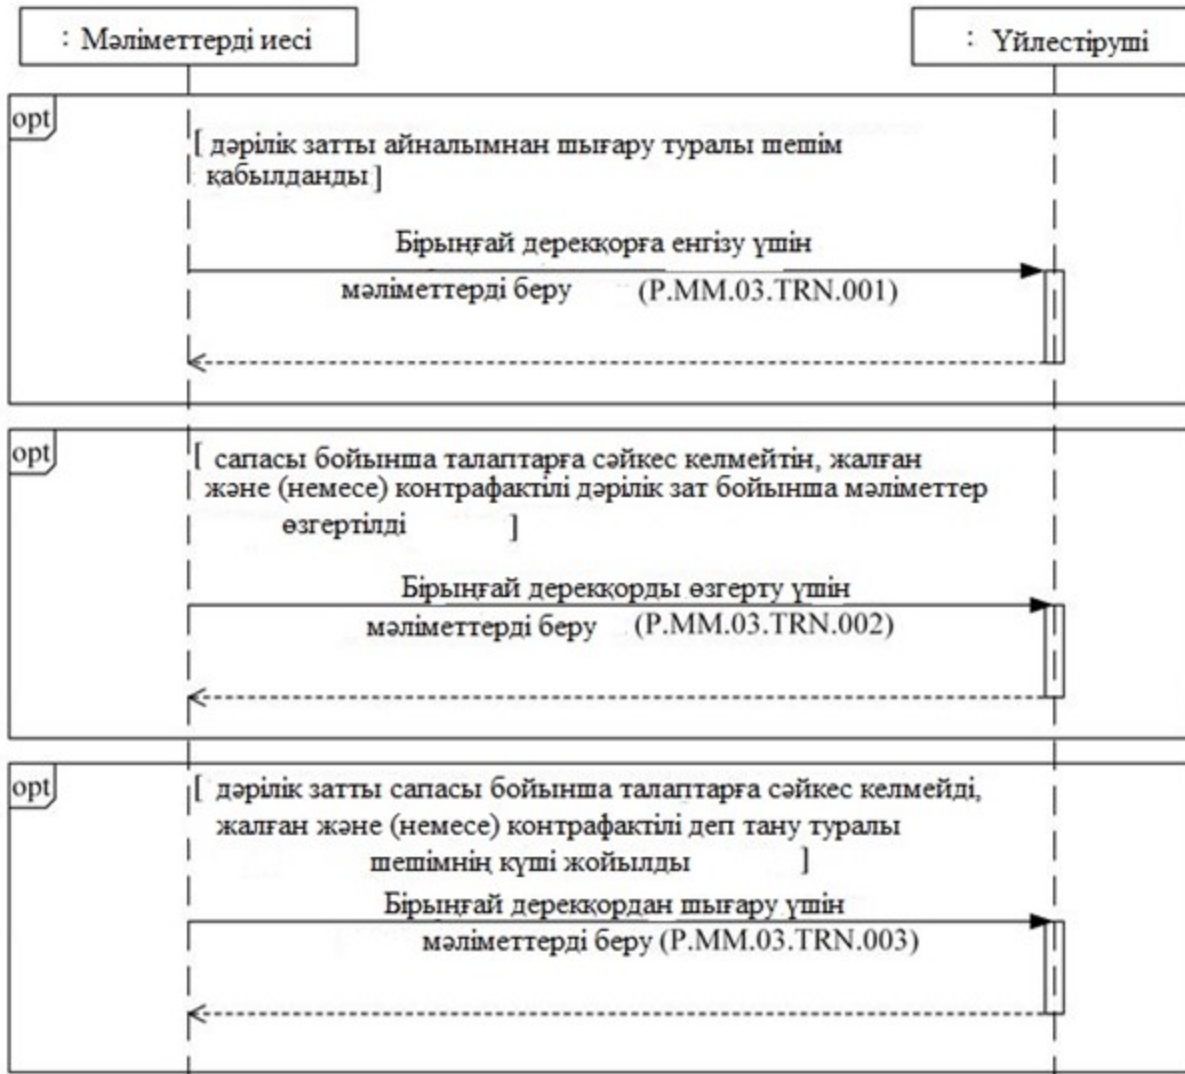 : Мәліметтерді иесі
: Үйлестіруші
opt
[ дәрілік затты айналымнан шығару туралы шешім
қабылданды ]
Бірыңғай дерекқорға енгізу үшін
мәліметтерді беру (P.MM.03.TRN.001)
opt
[ сапасы бойынша талаптарға сәйкес келмейтін, жалған
және (немесе) контрафактілі дәрілік зат бойынша мәліметтер
өзгертілді ]
Бірыңғай дерекқорды өзгерту үшін
мәліметтерді беру (P.MM.03.TRN.002)
opt
[ дәрілік затты сапасы бойынша талаптарға сәйкес келмейді,
жалған және (немесе) контрафактілі деп тану туралы
шешімнің күші жойылды ]
Бірыңғай дерекқордан шығару үшін
мәліметтерді беру (P.MM.03.TRN.003)